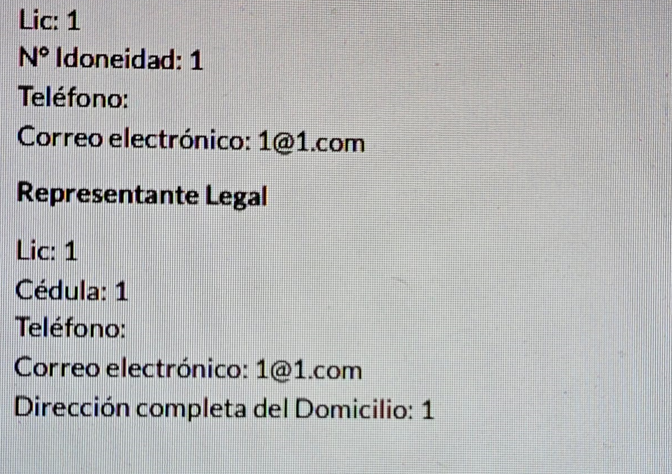 Lic: 1
N° Idoneidad: 1
Teléfono:
Correo electrónico: 1@1.com
Representante Legal
Lic: 1
Cédula: 1
Teléfono:
Correo electrónico: 1@1.com
Dirección completa del Domicilio: 1